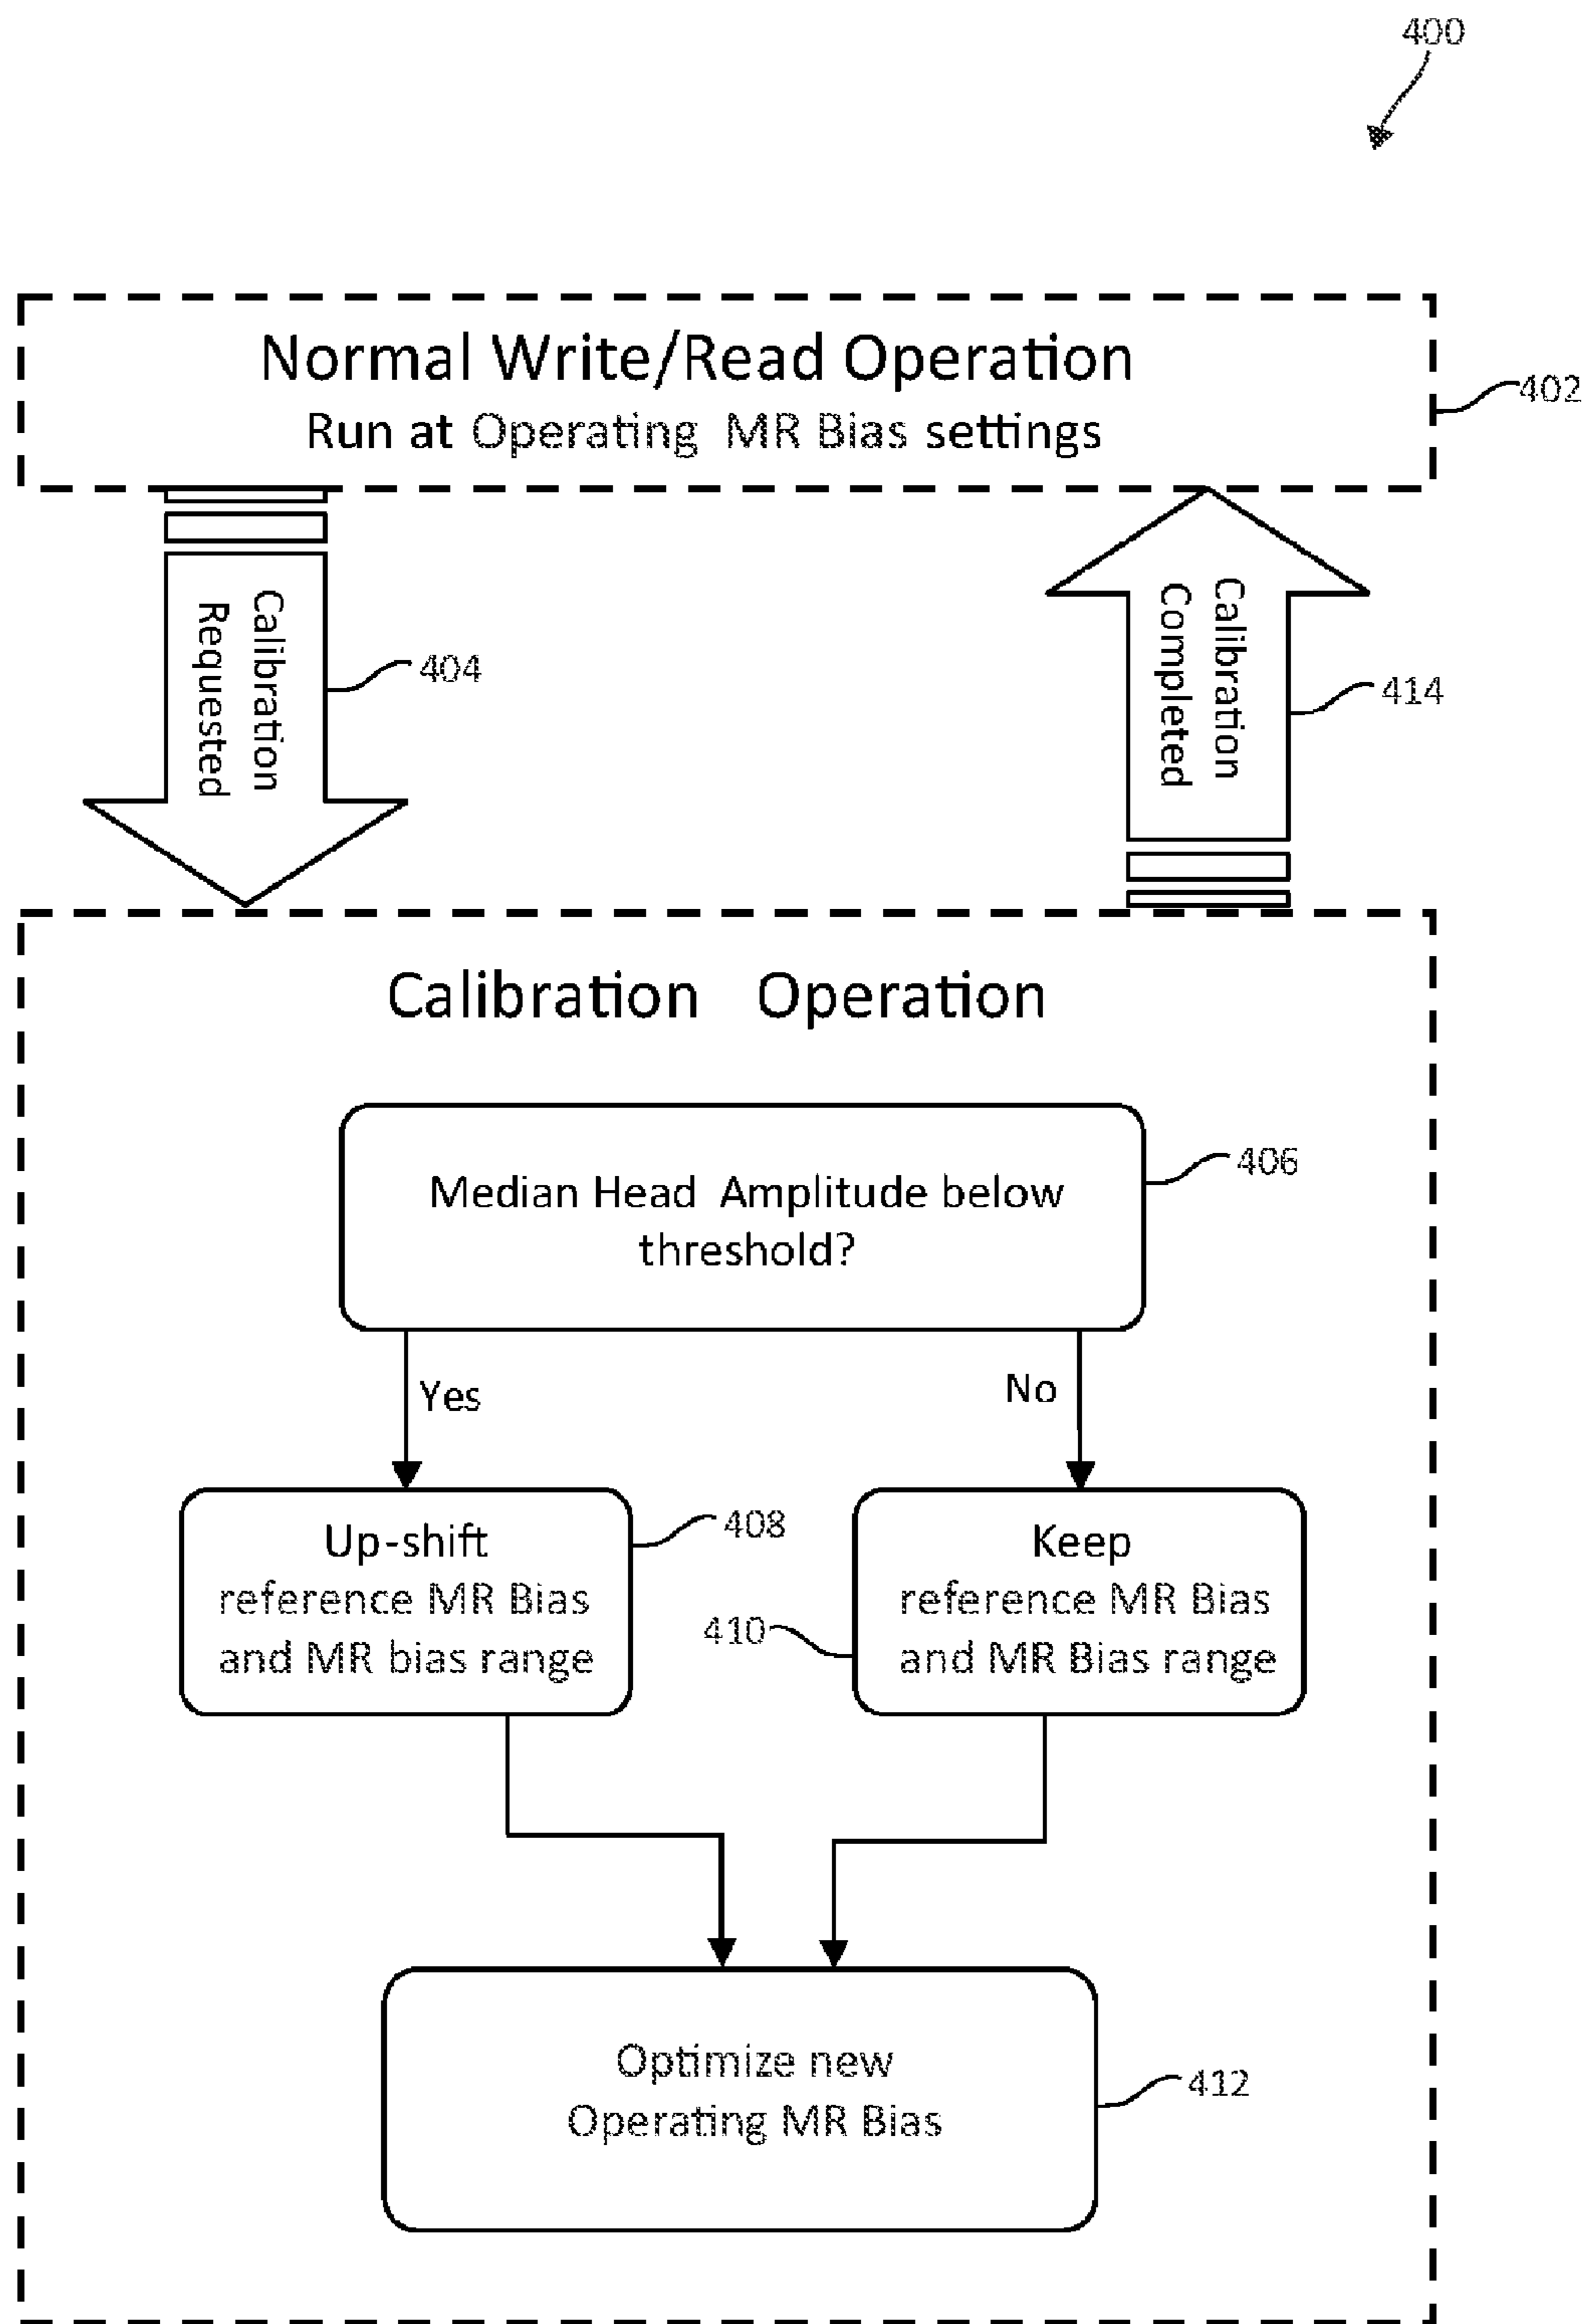 400
Normal Write/Read Operation
Run at Operating MR Bias settings
402
Calibration
Requested
404
Calibration
Completed
414
Calibration Operation
Median Head Amplitude below
threshold?
406
Yes
No
Up-shift
reference MR Bias
and MR bias range
408
Keep
reference MR Bias
and MR Bias range
410
Optimize new
Operating MR Bias
412